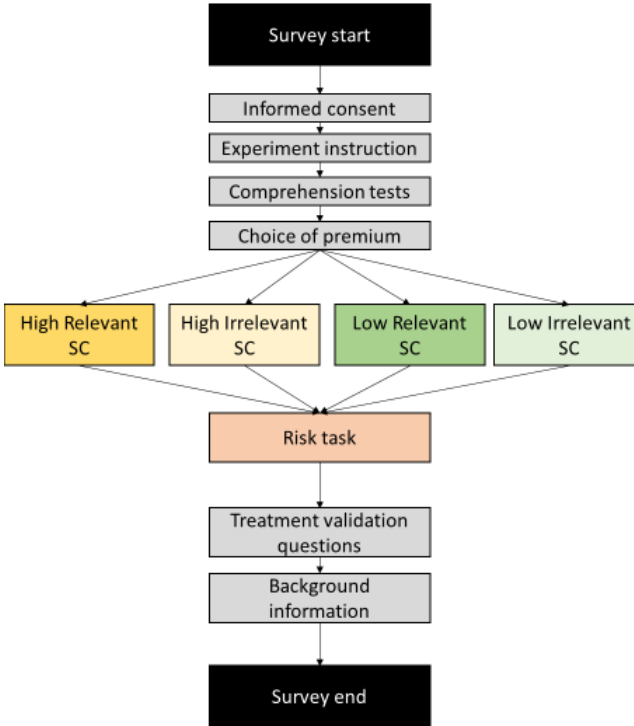 Survey start
Informed consent
Experiment instruction
Comprehension tests
Choice of premium
High Relevant
SC
High Irrelevant
SC
Low Relevant
SC
Low Irrelevant
SC
Risk task
Treatment validation
questions
Background
information
Survey end